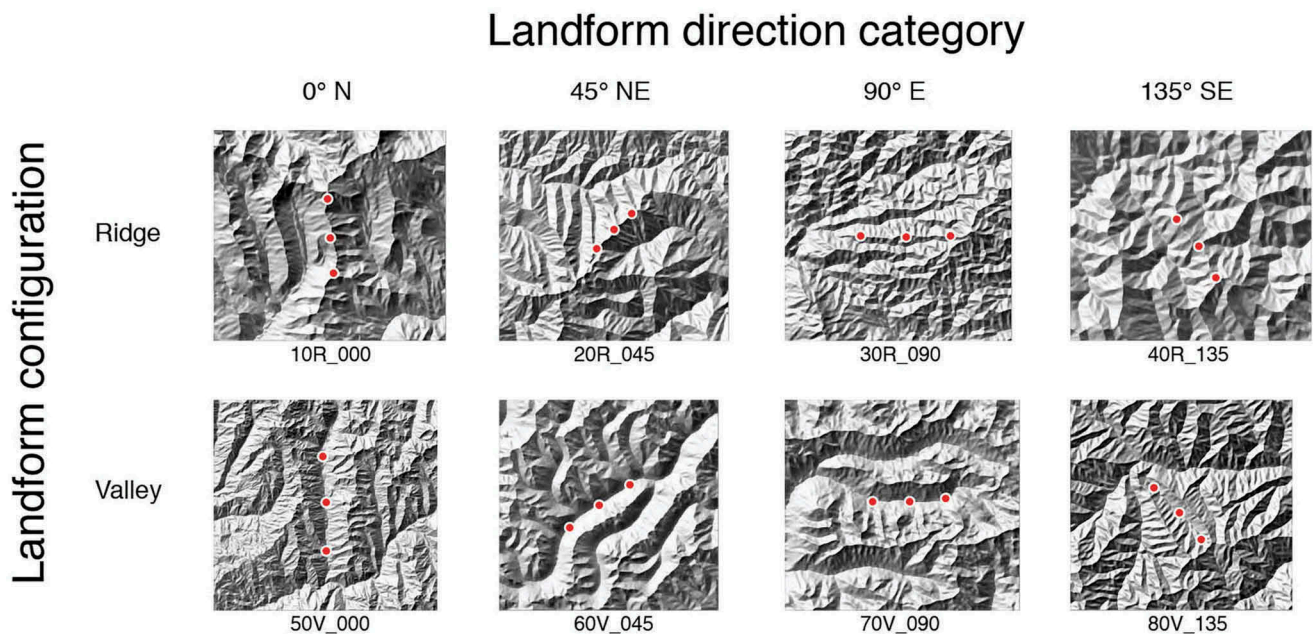 Landform direction category
0° N
45° NE
90° E
135° SE
Landform configuration
Ridge
10R_000
20R_045
30R_090
40R_135
Valley
50V_000
60V_045
70V_090
80V_135